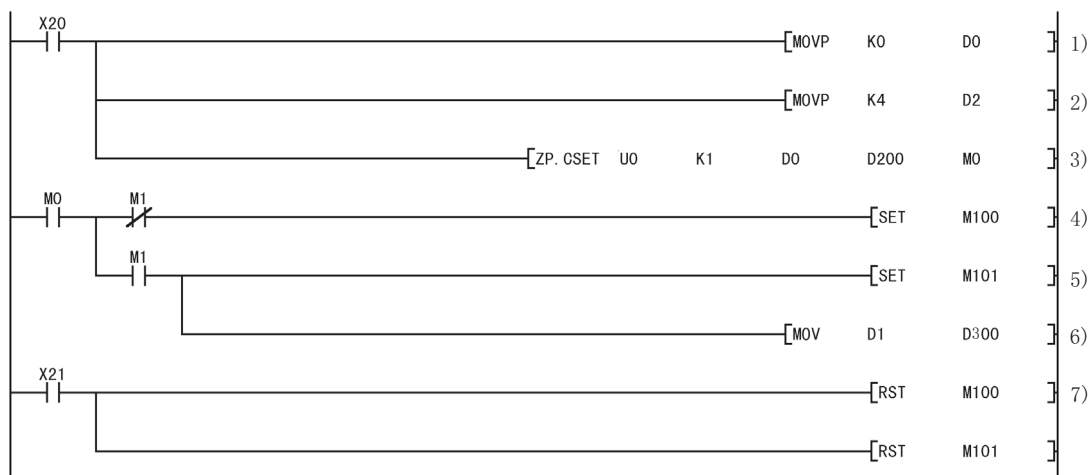 X20
MOVP K0 D0 1)
MOVP K4 D2 2)
ZP.CSET U0 K1 D0 D200 M0 3)
M0 M1
SET M100 4)
M1
SET M101 5)
MOV D1 D300 6)
X21
RST M100 7)
RST M101